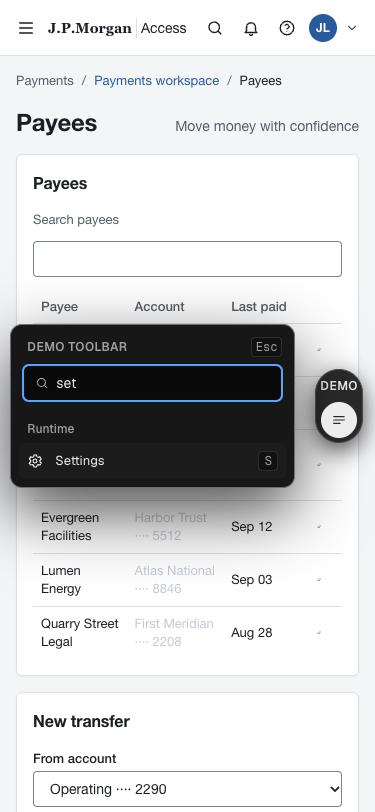 J.P.Morgan Access JL
Payments / Payments workspace / Payees
Payees Move money with confidence
Payees
Search payees
Payee Account Last paid
DEMO TOOLBAR Esc
set
DEMO
Runtime
Settings S
Evergreen Facilities Harbor Trust ···· 5512 Sep 12
Lumen Energy Atlas National ···· 8846 Sep 03
Quarry Street Legal First Meridian ···· 2208 Aug 28
New transfer
From account
Operating ···· 2290